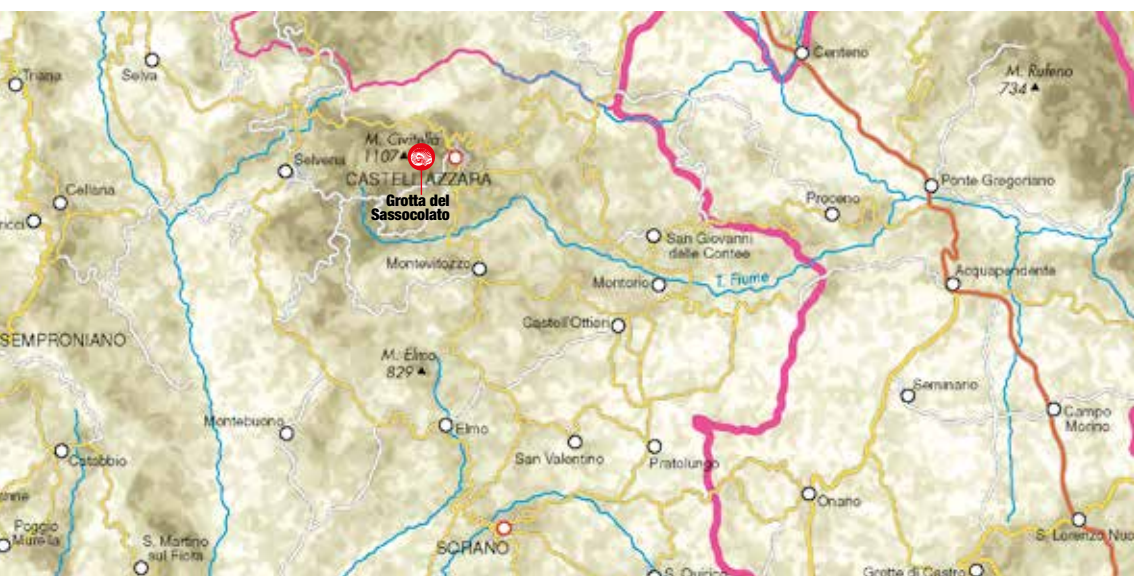 Centeno
M. Rufeno
734
Triana
Selva
M. Civitella
1107
Selvena
CASTELL'AZZARA
Grotta del
Sassocolato
Ponte Gregoriano
Cellena
Proceno
San Giovanni
delle Contee
Montevitozzo
Montorio
T. Fiume
Acquapendente
Castell'Ottieri
SEMPRONIANO
M. Elmo
829
Seminario
Montebuono
Elmo
Campo
Morino
San Valentino
Pratolungo
Catabbio
Onano
Poggio
Murella
S. Martino
sul Fiora
SORANO
S. Lorenzo Nuo
S. Quirico
Grotte di Castro